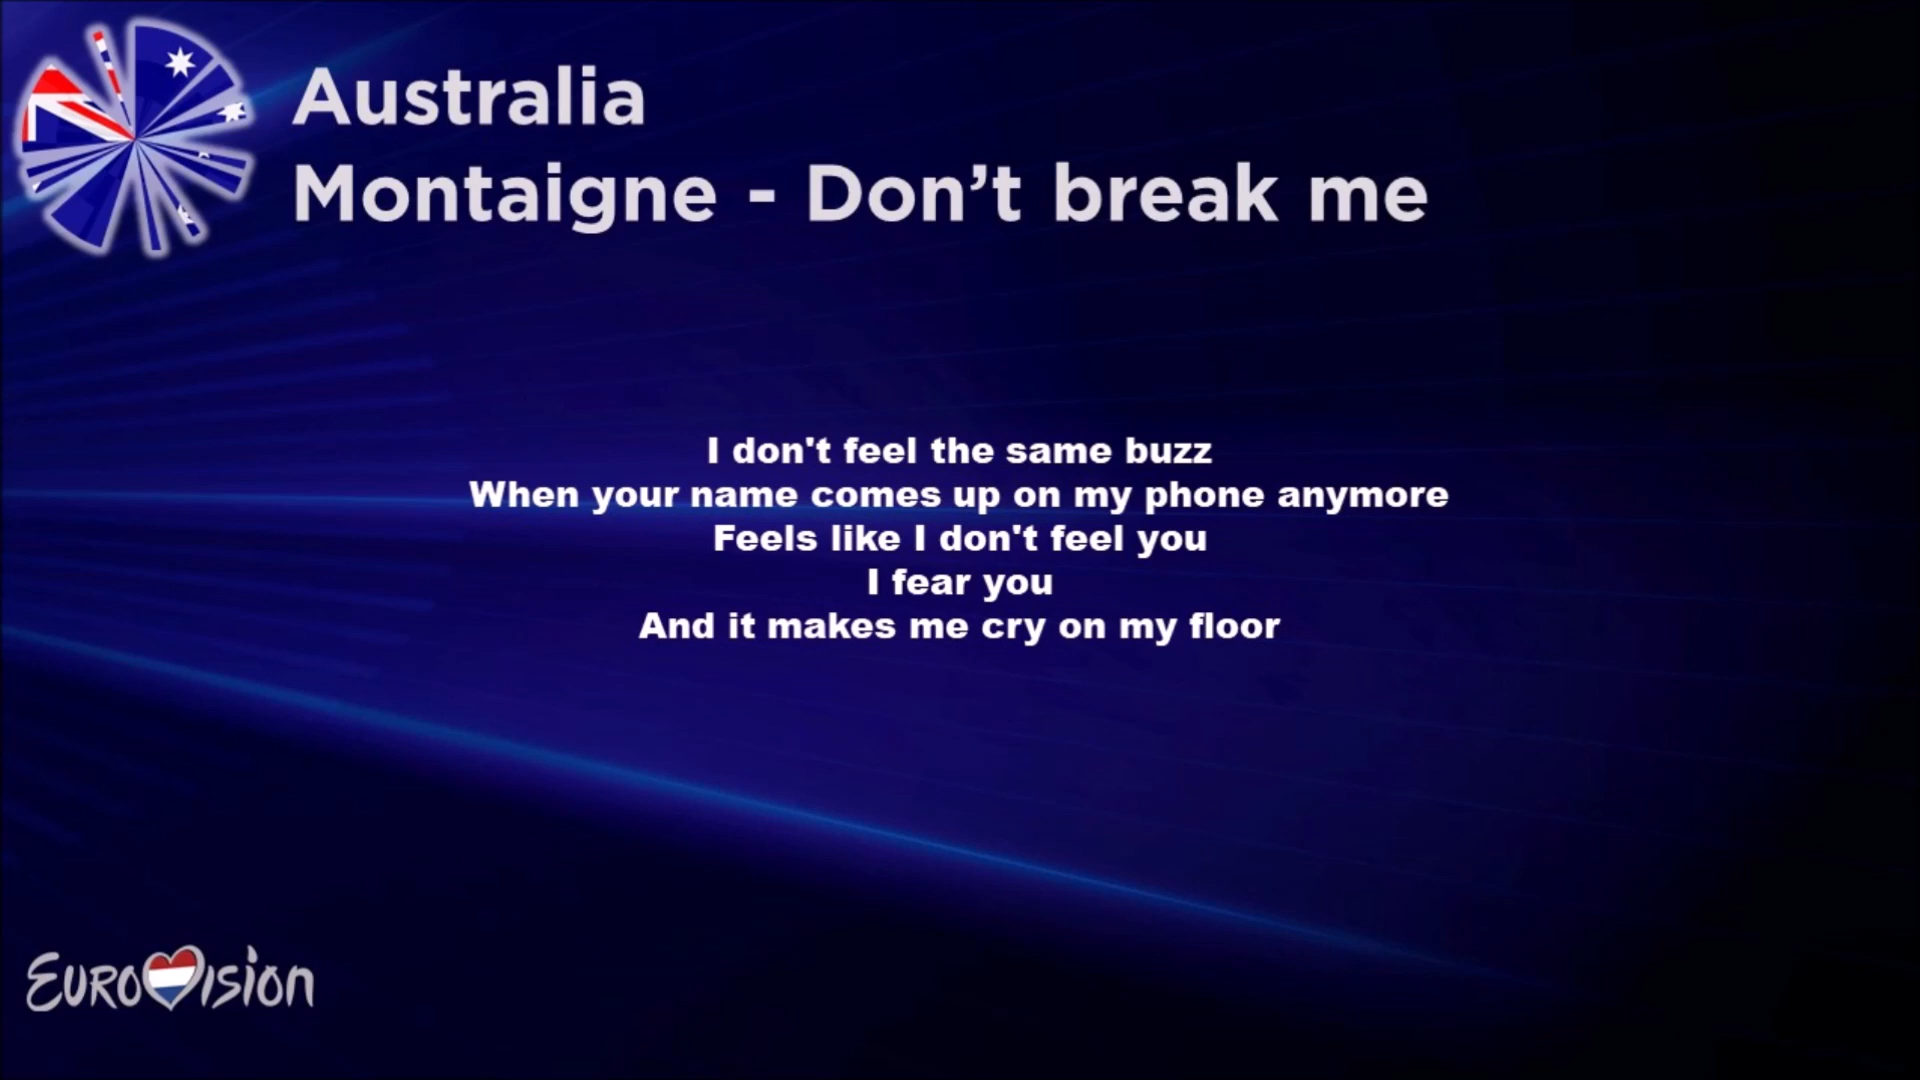 Australia
Montaigne - Don’t break me
I don't feel the same buzz
When your name comes up on my phone anymore
Feels like I don't feel you
I fear you
And it makes me cry on my floor
EUROVISION